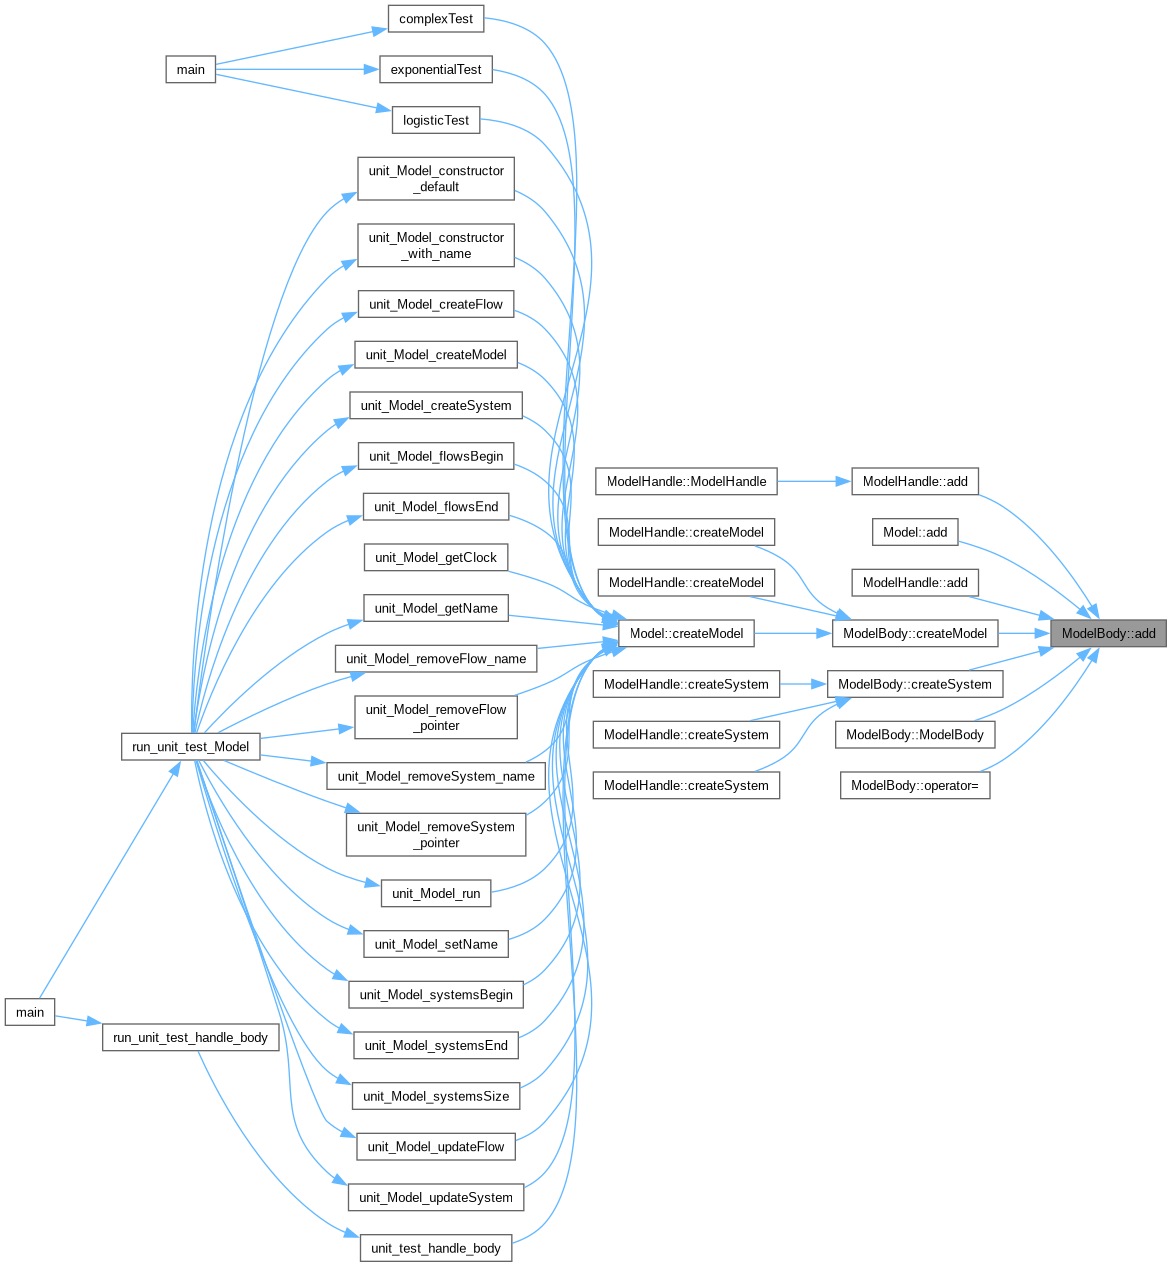 complexTest
main
exponentialTest
logisticTest
unit_Model_constructor
_default
unit_Model_constructor
_with_name
unit_Model_createFlow
unit_Model_createModel
unit_Model_createSystem
unit_Model_flowsBegin
unit_Model_flowsEnd
unit_Model_getClock
unit_Model_getName
unit_Model_removeFlow_name
unit_Model_removeFlow
_pointer
run_unit_test_Model
unit_Model_removeSystem_name
unit_Model_removeSystem
_pointer
unit_Model_run
unit_Model_setName
unit_Model_systemsBegin
main
run_unit_test_handle_body
unit_Model_systemsEnd
unit_Model_systemsSize
unit_Model_updateFlow
unit_Model_updateSystem
unit_test_handle_body
Model::createModel
ModelHandle::ModelHandle
ModelHandle::createModel
ModelHandle::createModel
ModelHandle::createSystem
ModelHandle::createSystem
ModelHandle::createSystem
ModelHandle::add
Model::add
ModelHandle::add
ModelBody::createModel
ModelBody::createSystem
ModelBody::ModelBody
ModelBody::operator=
ModelBody::add